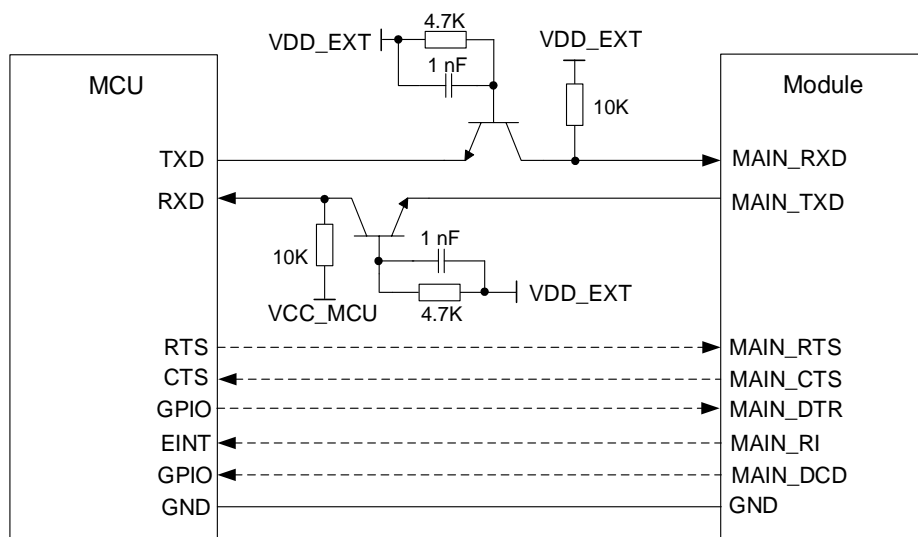 4.7K
VDD_EXT
VDD_EXT
1 nF
MCU
Module
10K
TXD
MAIN_RXD
RXD
MAIN_TXD
1 nF
10K
VDD_EXT
VCC_MCU
4.7K
RTS
MAIN_RTS
CTS
MAIN_CTS
GPIO
MAIN_DTR
EINT
MAIN_RI
GPIO
MAIN_DCD
GND
GND